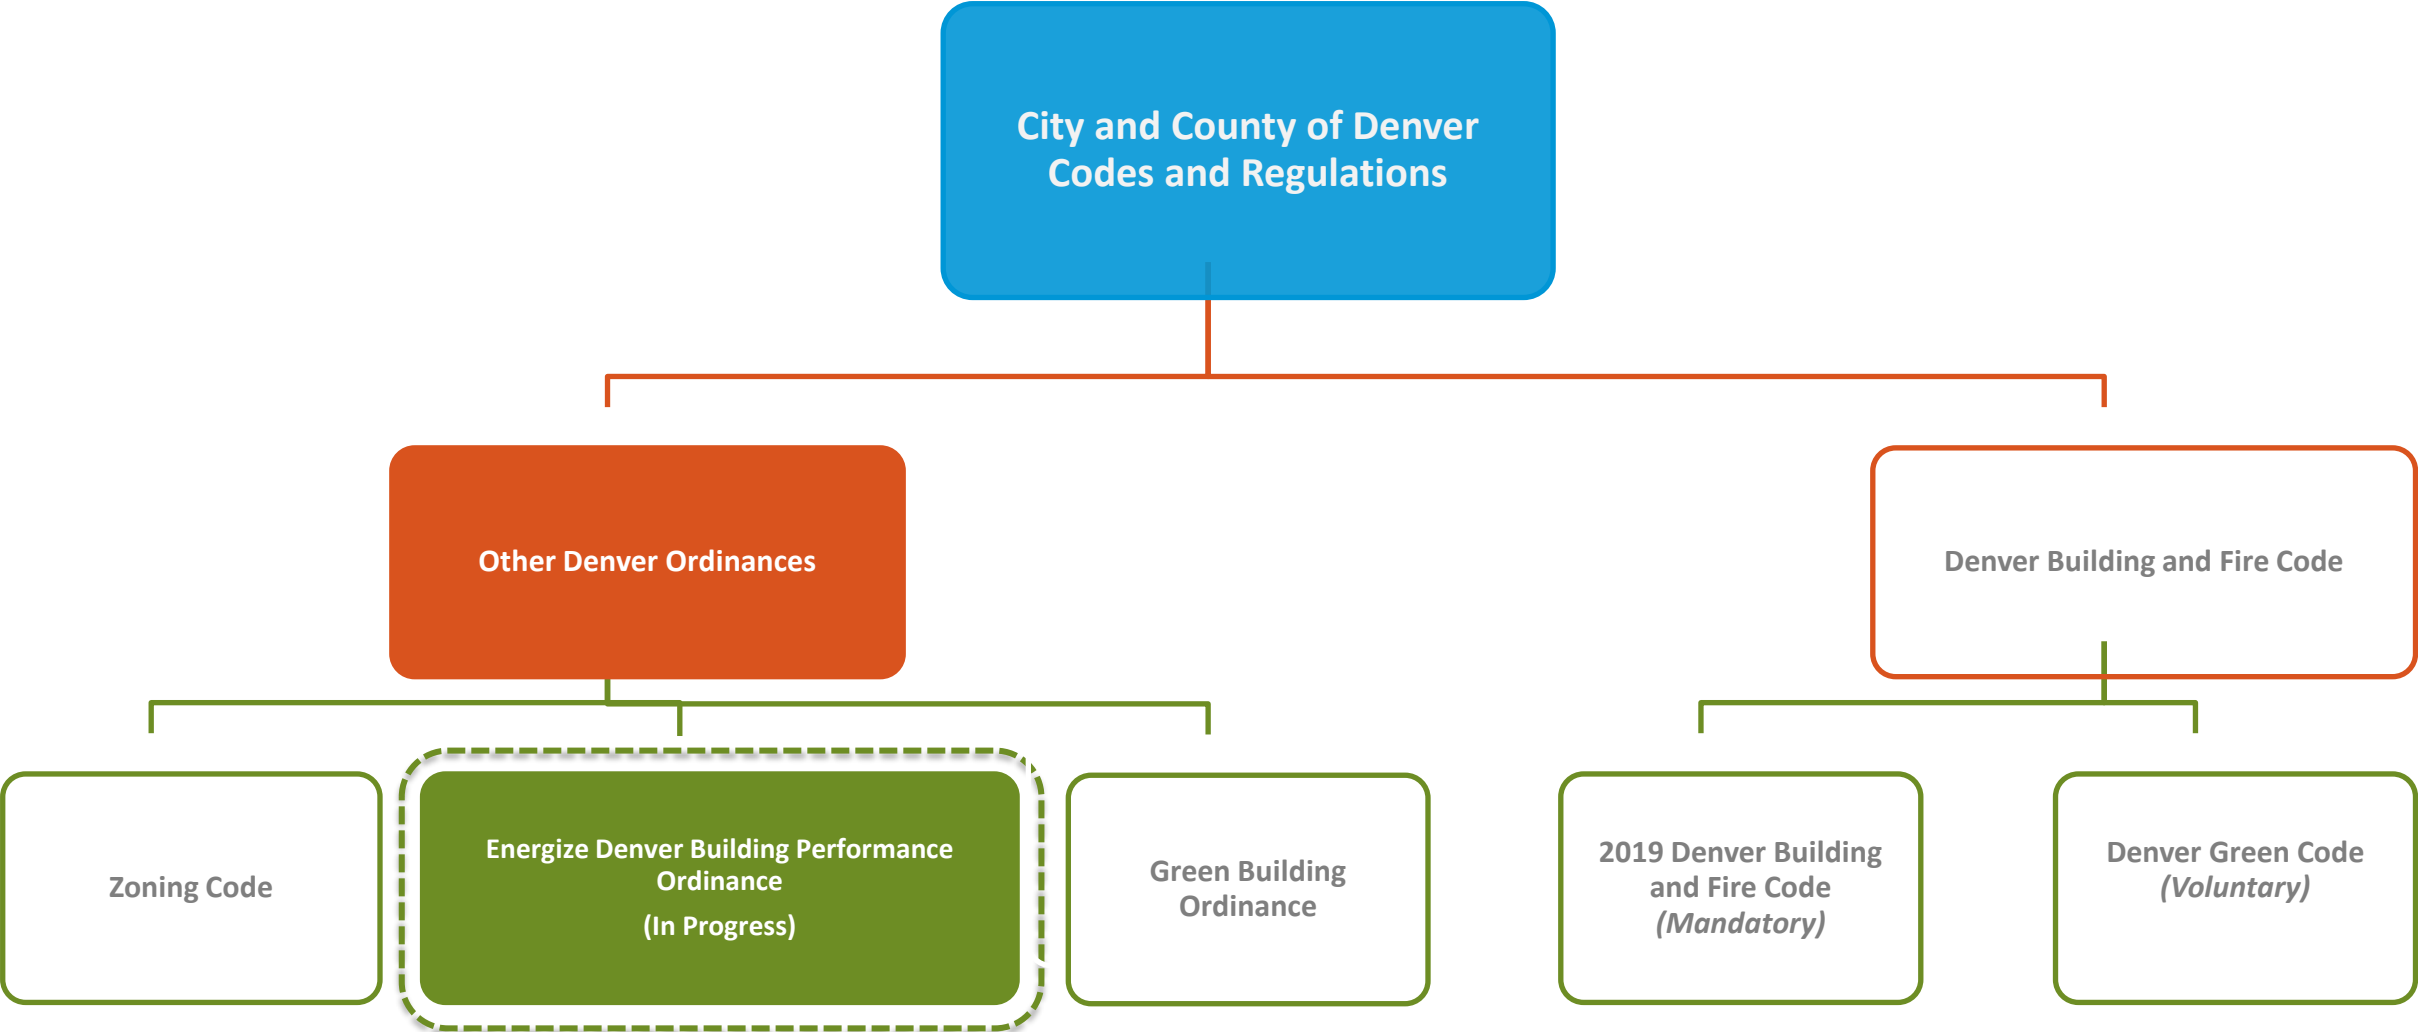 City and County of Denver
Codes and Regulations
Other Denver Ordinances
Denver Building and Fire Code
Zoning Code
Energize Denver Building Performance
Ordinance
(In Progress)
Green Building
Ordinance
2019 Denver Building
and Fire Code
(Mandatory)
Denver Green Code
(Voluntary)